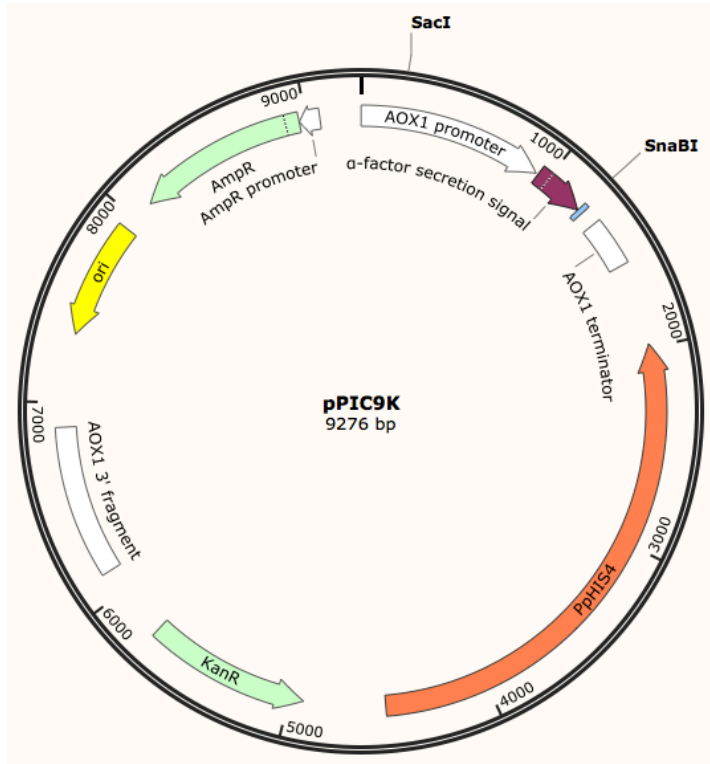 SacI
9000
AOX1 promoter
1000
SnaBI
AmpR
AmpR promoter
α-factor secretion signal
8000
ori
AOX1 terminator
2000
pPIC9K
9276 bp
7000
AOX1 3' fragment
3000
PpHIS4
6000
KanR
4000
5000